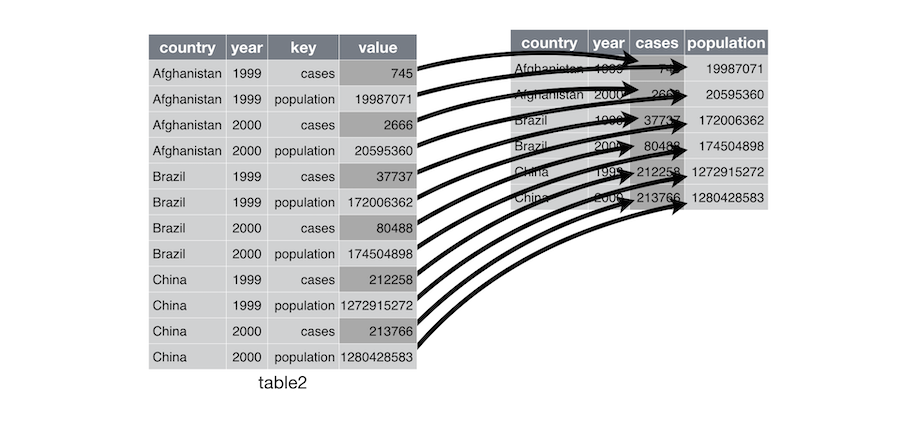 country year key value
Afghanistan 1999 cases 745
Afghanistan 1999 population 19987071
Afghanistan 2000 cases 2666
Afghanistan 2000 population 20595360
Brazil 1999 cases 37737
Brazil 1999 population 172006362
Brazil 2000 cases 80488
Brazil 2000 population 174504898
China 1999 cases 212258
China 1999 population 1272915272
China 2000 cases 213766
China 2000 population 1280428583
table2
country year cases population
Afghanistan 1999 745 19987071
Afghanistan 2000 2666 20595360
Brazil 1999 37737 172006362
Brazil 2000 80488 174504898
China 1999 212258 1272915272
China 2000 213766 1280428583